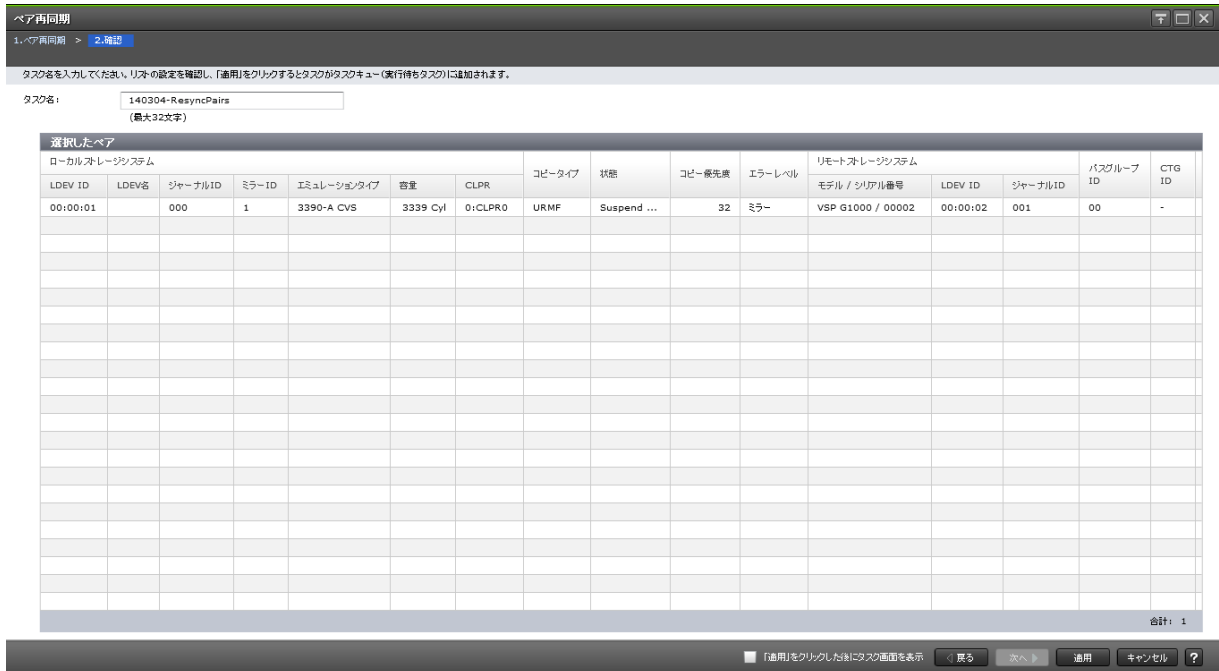 ペア再同期
1.ペア再同期 > 2.確認
タスク名を入力してください。リストの設定を確認し、「適用」をクリックするとタスクがタスクキュー(実行待ちタスク)に追加されます。
タスク名: 140304-ResyncPairs
(最大32文字)
選択したペア
ローカルストレージシステム コピータイプ 状態 コピー優先度 エラーレベル リモートストレージシステム パスグループID CTG ID
LDEV ID LDEV名 ジャーナルID ミラーID エミュレーションタイプ 容量 CLPR モデル / シリアル番号 LDEV ID ジャーナルID
00:00:01 000 1 3390-A CVS 3339 Cyl 0:CLPR0 URMF Suspend ... 32 ミラー VSP G1000 / 00002 00:00:02 001 00 -
合計: 1
「適用」をクリックした後にタスク画面を表示 戻る 次へ 適用 キャンセル ?